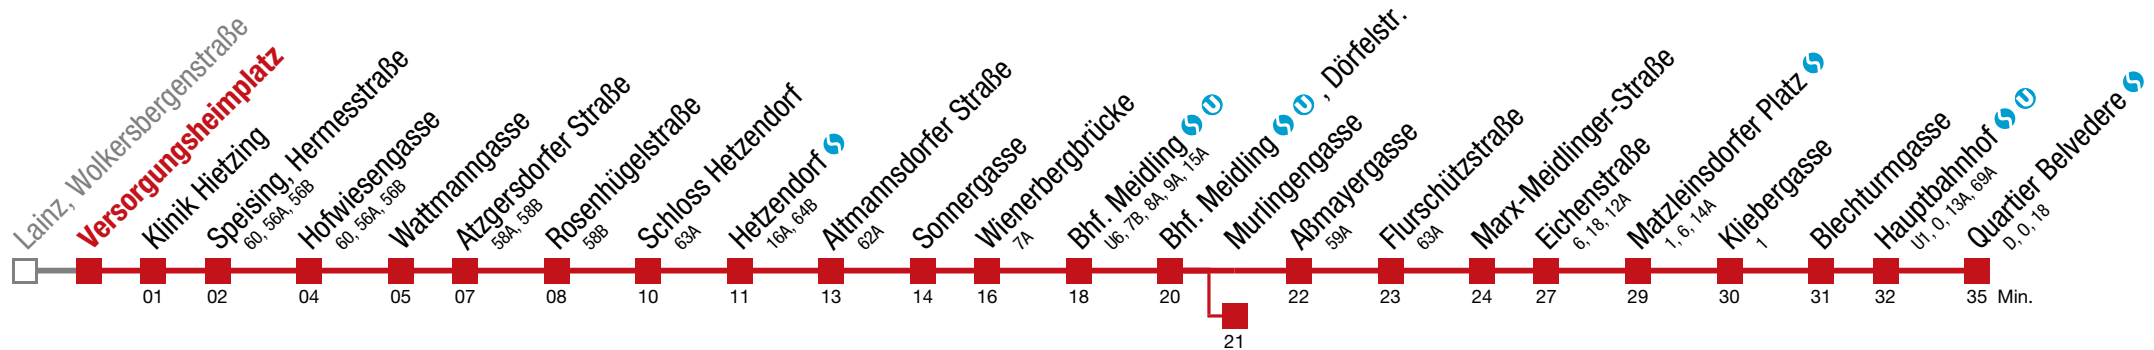 Lainz, Wolkersbergenstraße
Versorgungsheimplatz
Klinik Hietzing
01
Speising, Hermesstraße
60, 56A, 56B
02
Hofwiesengasse
60, 56A, 56B
04
Wattmanngasse
05
Atzgersdorfer Straße
58A, 58B
07
Rosenhügelstraße
58B
08
Schloss Hetzendorf
63A
10
Hetzendorf S
16A, 64B
11
Altmannsdorfer Straße
62A
13
Sonnergasse
14
Wienerbergbrücke
7A
16
Bhf. Meidling S U
U6, 7B, 8A, 9A, 15A
18
Bhf. Meidling S U , Dörfelstr.
20
Murlingengasse
21
Aßmayergasse
59A
22
Flurschützstraße
63A
23
Marx-Meidlinger-Straße
24
Eichenstraße
6, 18, 12A
27
Matzleinsdorfer Platz S
1, 6, 14A
29
Kliebergasse
1
30
Blechturmgasse
31
Hauptbahnhof S U
U1, O, 13A, 69A
32
Quartier Belvedere S
D, O, 18
35 Min.